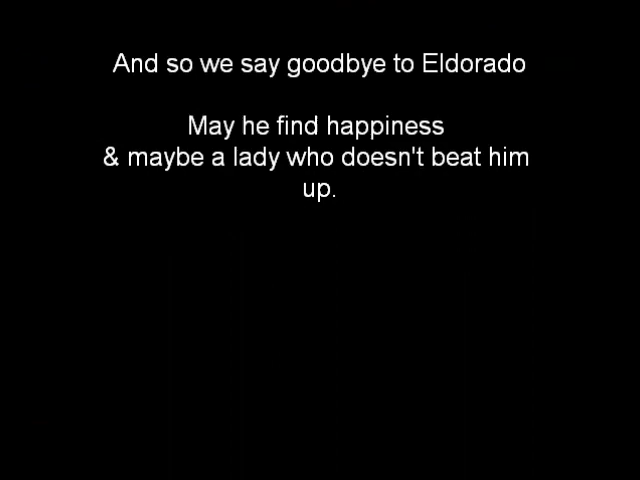 And so we say goodbye to Eldorado
May he find happiness
& maybe a lady who doesn't beat him
up.